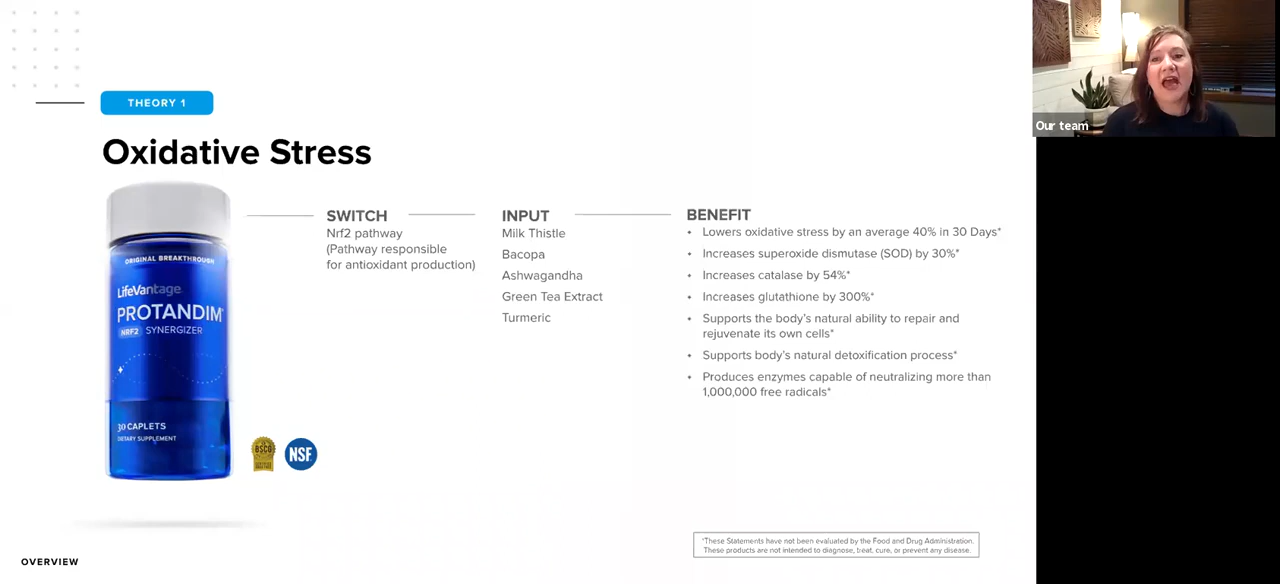 THEORY 1
Oxidative Stress
ORIGINAL BREAKTHROUGH
LifeVantage
PROTANDIM
NRF2 SYNERGIZER
30 CAPLETS
DIETARY SUPPLEMENT
BSCG
NSF
SWITCH
Nrf2 pathway
(Pathway responsible
for antioxidant production)
INPUT
Milk Thistle
Bacopa
Ashwagandha
Green Tea Extract
Turmeric
BENEFIT
• Lowers oxidative stress by an average 40% in 30 Days*
• Increases superoxide dismutase (SOD) by 30%*
• Increases catalase by 54%*
• Increases glutathione by 300%*
• Supports the body's natural ability to repair and
rejuvenate its own cells*
• Supports body's natural detoxification process*
• Produces enzymes capable of neutralizing more than
1,000,000 free radicals*
*These Statements have not been evaluated by the Food and Drug Administration.
These products are not intended to diagnose, treat, cure, or prevent any disease.
OVERVIEW
Our team